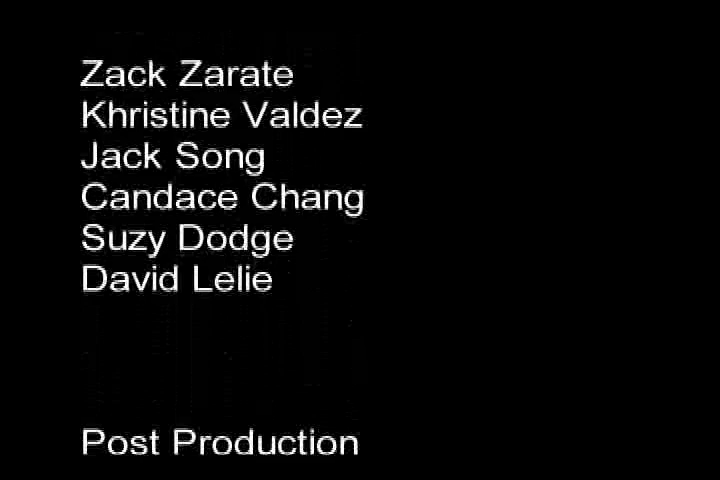 Zack Zarate
Khristine Valdez
Jack Song
Candace Chang
Suzy Dodge
David Lelie
Post Production